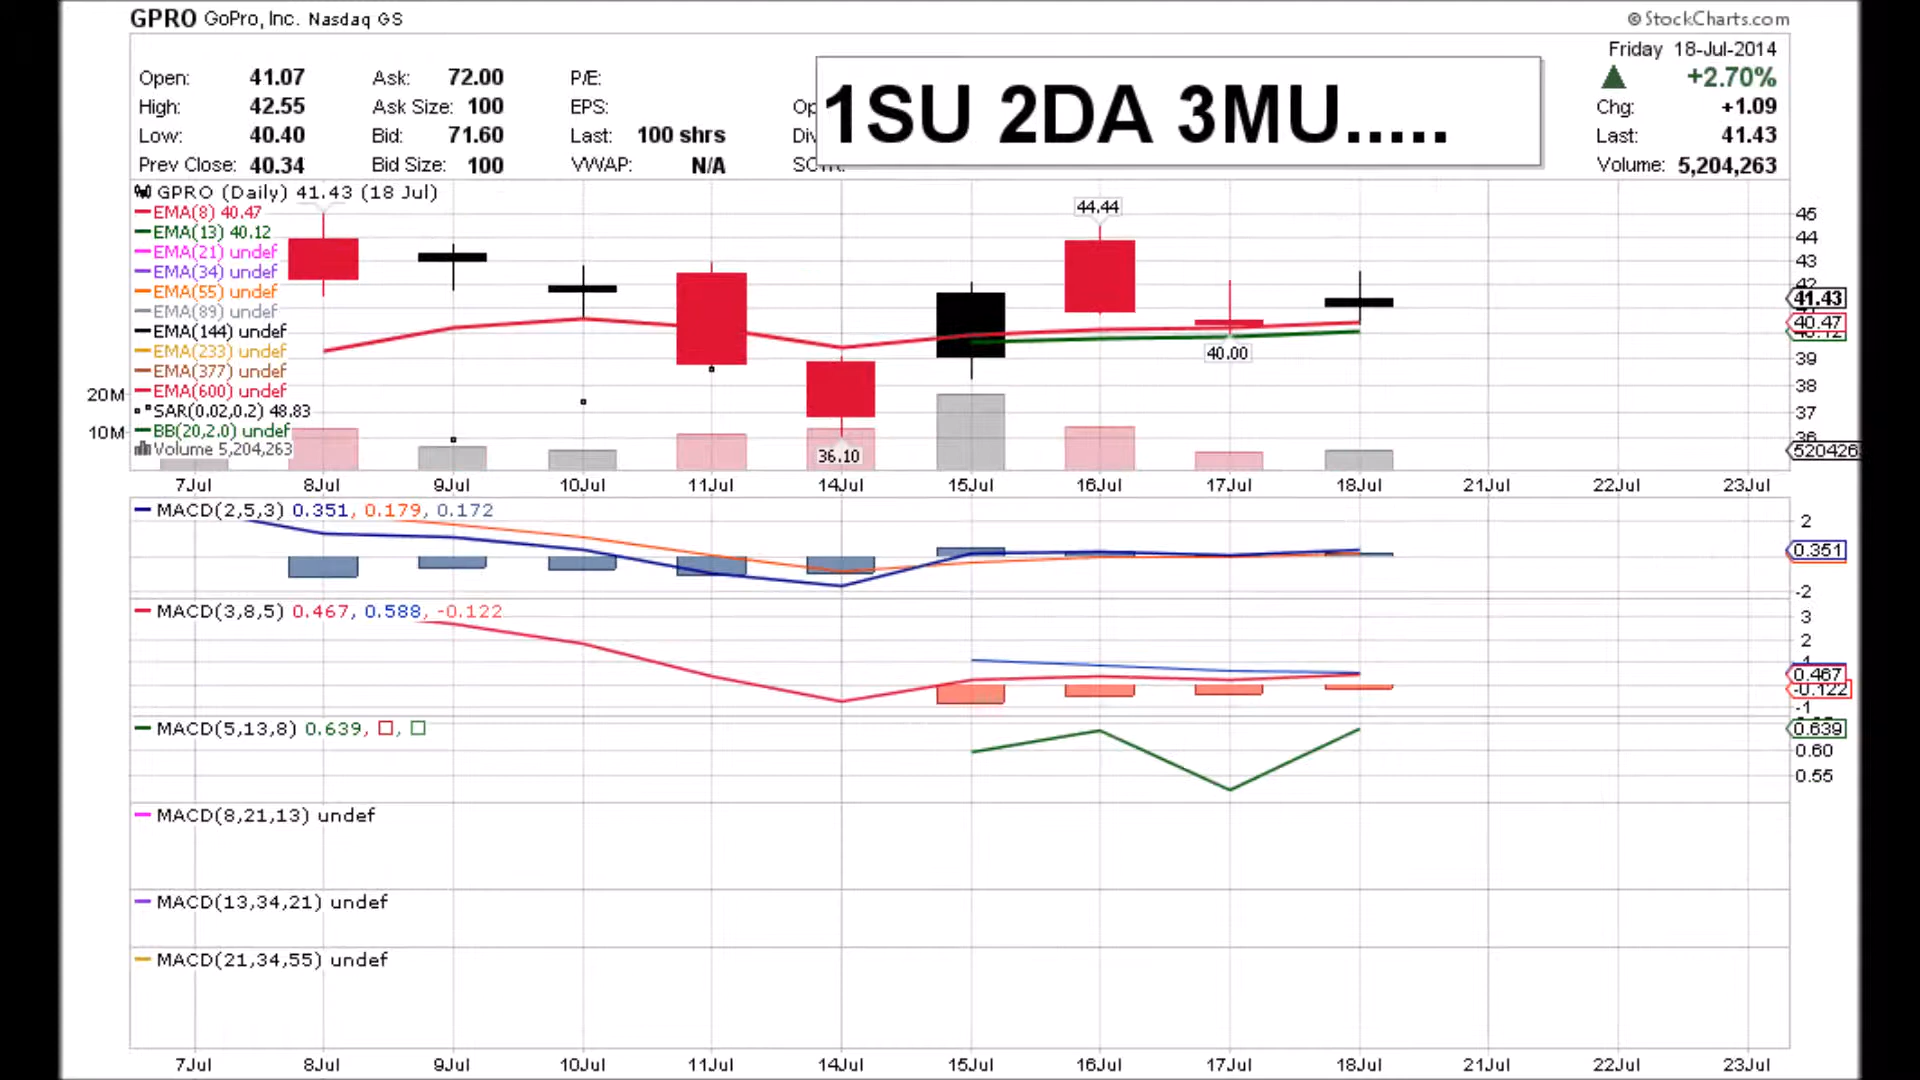 GPRO GoPro, Inc. Nasdaq GS
© StockCharts.com
Friday 18-Jul-2014
Open: 41.07 Ask: 72.00 P/E: +2.70%
High: 42.55 Ask Size: 100 EPS: Op Chg: +1.09
1SU 2DA 3MU.....
Low: 40.40 Bid: 71.60 Last: 100 shrs Div Last: 41.43
Prev Close: 40.34 Bid Size: 100 VWAP: N/A Volume: 5,204,263
GPRO (Daily) 41.43 (18 Jul)
EMA(8) 40.47
EMA(13) 40.12
EMA(21) undef
EMA(34) undef
EMA(55) undef
EMA(89) undef
EMA(144) undef
EMA(233) undef
EMA(377) undef
EMA(600) undef
SAR(0.02,0.2) 48.83
BB(20,2.0) undef
Volume 5,204,263
20M
10M
44.44
40.00
36.10
45
44
43
42
41.43
40.47
40.12
39
38
37
36
520426
7Jul 8Jul 9Jul 10Jul 11Jul 14Jul 15Jul 16Jul 17Jul 18Jul 21Jul 22Jul 23Jul
MACD(2,5,3) 0.351, 0.179, 0.172
2
0.351
-2
MACD(3,8,5) 0.467, 0.588, -0.122
3
2
1
0.467
-0.122
-1
MACD(5,13,8) 0.639,
0.639
0.60
0.55
MACD(8,21,13) undef
MACD(13,34,21) undef
MACD(21,34,55) undef
7Jul 8Jul 9Jul 10Jul 11Jul 14Jul 15Jul 16Jul 17Jul 18Jul 21Jul 22Jul 23Jul